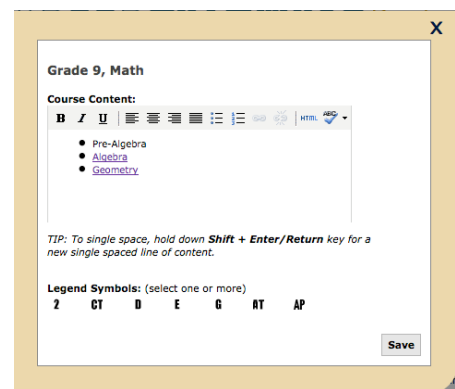 X
Grade 9, Math
Course Content:
B I U HTML ABC
Pre-Algebra
Algebra
Geometry
TIP: To single space, hold down Shift + Enter/Return key for a
new single spaced line of content.
Legend Symbols: (select one or more)
2 CT D E G AT AP
Save